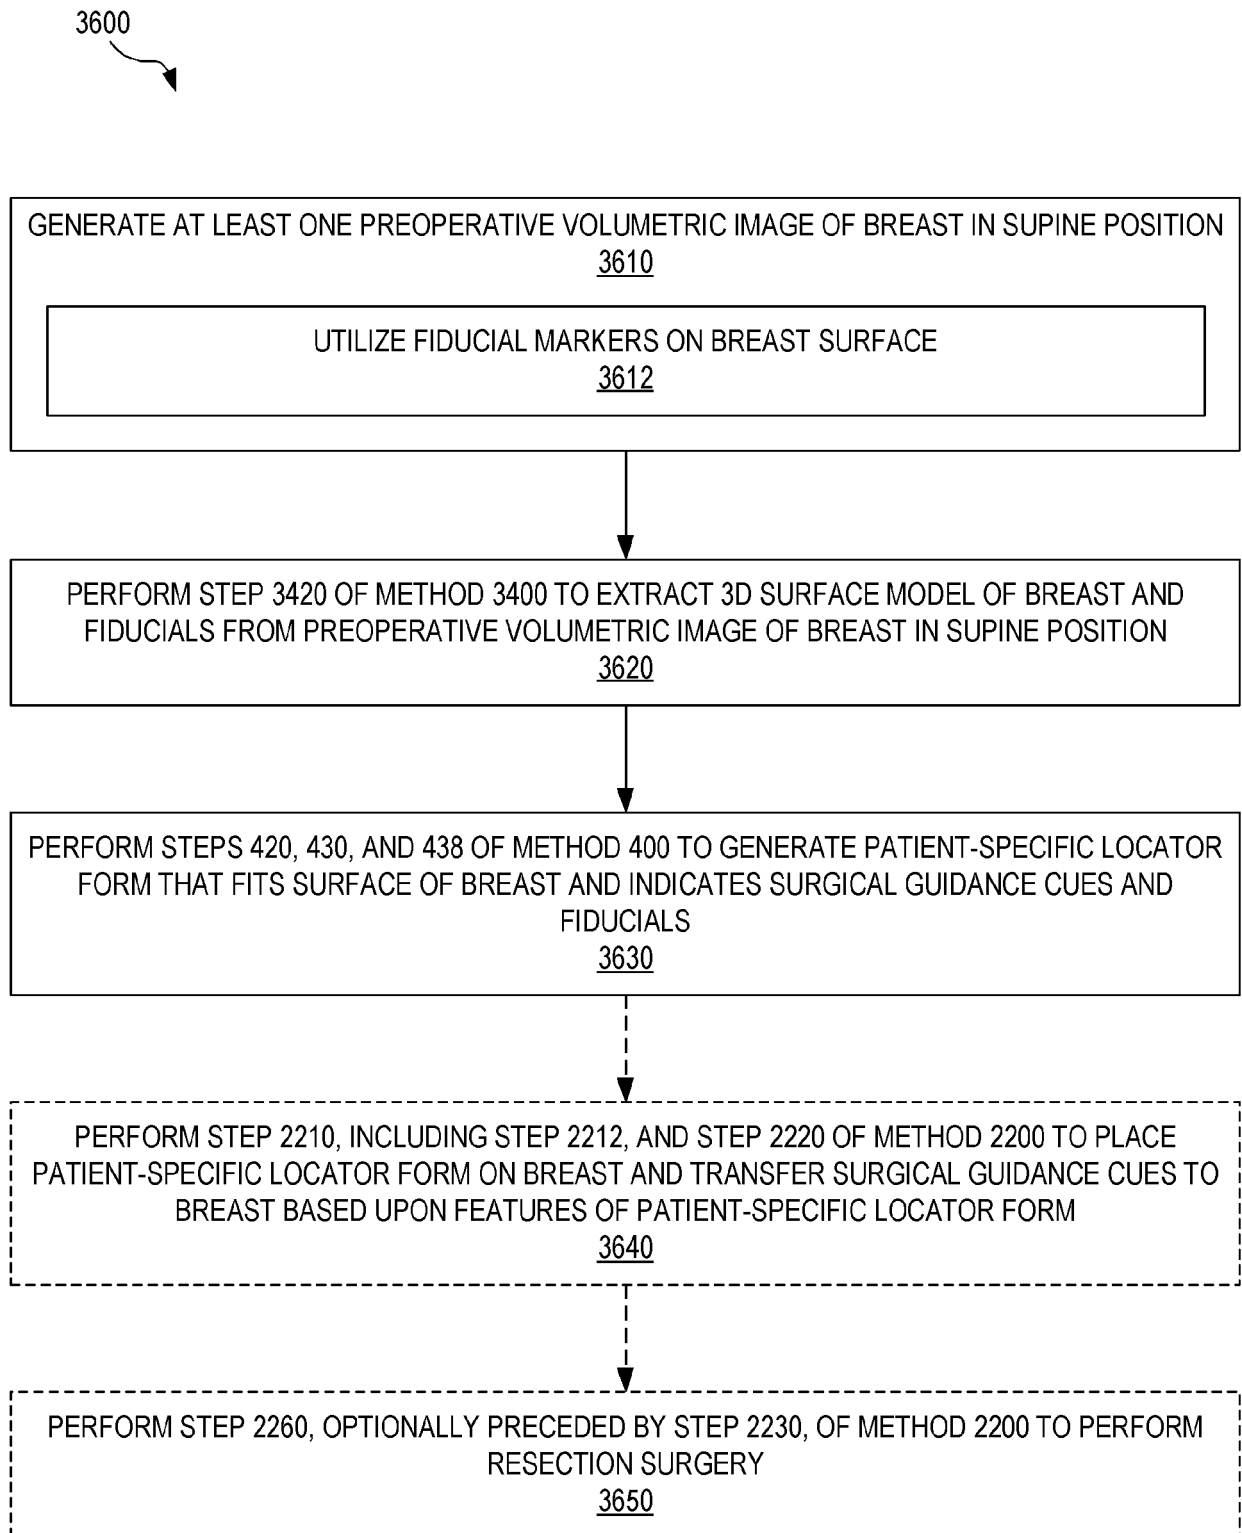 3600
GENERATE AT LEAST ONE PREOPERATIVE VOLUMETRIC IMAGE OF BREAST IN SUPINE POSITION
3610
UTILIZE FIDUCIAL MARKERS ON BREAST SURFACE
3612
PERFORM STEP 3420 OF METHOD 3400 TO EXTRACT 3D SURFACE MODEL OF BREAST AND
FIDUCIALS FROM PREOPERATIVE VOLUMETRIC IMAGE OF BREAST IN SUPINE POSITION
3620
PERFORM STEPS 420, 430, AND 438 OF METHOD 400 TO GENERATE PATIENT-SPECIFIC LOCATOR
FORM THAT FITS SURFACE OF BREAST AND INDICATES SURGICAL GUIDANCE CUES AND
FIDUCIALS
3630
PERFORM STEP 2210, INCLUDING STEP 2212, AND STEP 2220 OF METHOD 2200 TO PLACE
PATIENT-SPECIFIC LOCATOR FORM ON BREAST AND TRANSFER SURGICAL GUIDANCE CUES TO
BREAST BASED UPON FEATURES OF PATIENT-SPECIFIC LOCATOR FORM
3640
PERFORM STEP 2260, OPTIONALLY PRECEDED BY STEP 2230, OF METHOD 2200 TO PERFORM
RESECTION SURGERY
3650